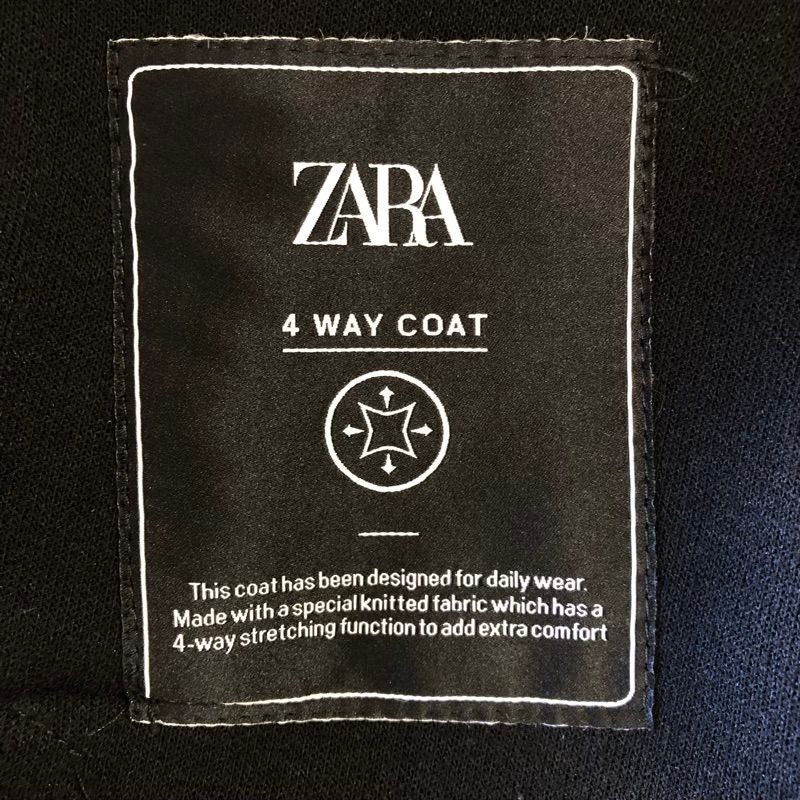 ZARA
4 WAY COAT
This coat has been designed for daily wear.
Made with a special knitted fabric which has a
4-way stretching function to add extra comfort